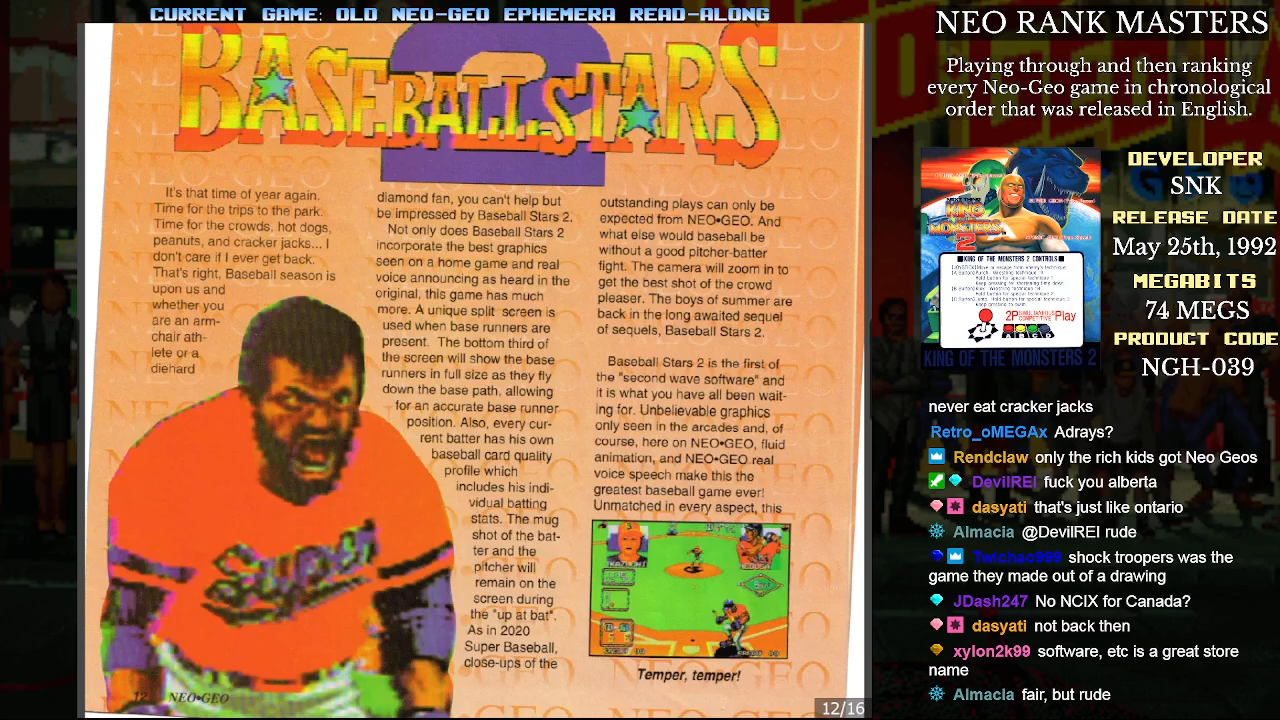 CURRENT GAME: OLD NEO-GEO EPHEMERA READ-ALONG
BASEBALL STARS 2
It's that time of year again.
Time for the trips to the park.
Time for the crowds, hot dogs,
peanuts, and cracker jacks... I
don't care if I ever get back.
That's right, Baseball season is
upon us and
whether you
are an arm-
chair ath-
lete or a
diehard
diamond fan, you can't help but
be impressed by Baseball Stars 2.
Not only does Baseball Stars 2
incorporate the best graphics
seen on a home game and real
voice announcing as heard in the
original, this game has much
more. A unique split screen is
used when base runners are
present. The bottom third of
the screen will show the base
runners in full size as they fly
down the base path, allowing
for an accurate base runner
position. Also, every cur-
rent batter has his own
baseball card quality
profile which
includes his indi-
vidual batting
stats. The mug
shot of the bat-
ter and the
pitcher will
remain on the
screen during
the "up at bat".
As in 2020
Super Baseball,
close-ups of the
outstanding plays can only be
expected from NEO•GEO. And
what else would baseball be
without a good pitcher-batter
fight. The camera will zoom in to
get the best shot of the crowd
pleaser. The boys of summer are
back in the long awaited sequel
of sequels, Baseball Stars 2.
Baseball Stars 2 is the first of
the "second wave software" and
it is what you have all been wait-
ing for. Unbelievable graphics
only seen in the arcades and, of
course, here on NEO•GEO, fluid
animation, and NEO•GEO real
voice speech make this the
greatest baseball game ever!
Unmatched in every aspect, this
Temper, temper!
Super
12 NEO•GEO
12/16
NEO RANK MASTERS
Playing through and then ranking
every Neo-Geo game in chronological
order that was released in English.
KING OF THE MONSTERS 2
KING OF THE MONSTERS 2 CONTROLS
2P SIMULTANEOUS COMPETITIVE Play
A B C D
KING OF THE MONSTERS 2
DEVELOPER
SNK
RELEASE DATE
May 25th, 1992
MEGABITS
74 MEGS
PRODUCT CODE
NGH-039
never eat cracker jacks
Retro_oMEGAx Adrays?
Rendclaw only the rich kids got Neo Geos
DevilREI fuck you alberta
dasyati that's just like ontario
Almacia @DevilREI rude
Twichao999 shock troopers was the
game they made out of a drawing
JDash247 No NCIX for Canada?
dasyati not back then
xylon2k99 software, etc is a great store
name
Almacia fair, but rude